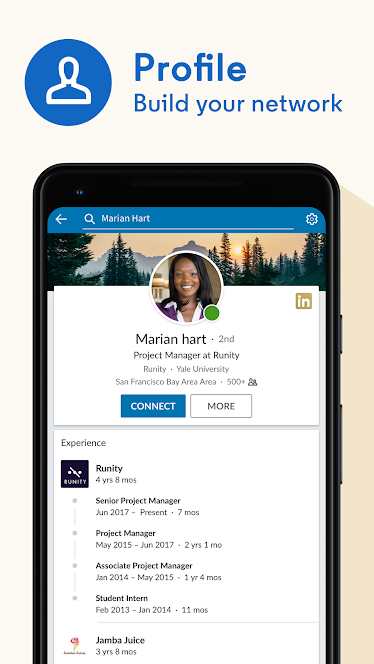 Profile
Build your network
Marian Hart
in
Marian hart · 2nd
Project Manager at Runity
Runity · Yale University
San Francisco Bay Area Area · 500+
CONNECT
MORE
Experience
RUNITY
Runity
4 yrs 8 mos
Senior Project Manager
Jun 2017 – Present · 7 mos
Project Manager
May 2015 – Jun 2017 · 2 yrs 1 mo
Associate Project Manager
Jan 2014 – May 2015 · 1 yr 4 mos
Student Intern
Feb 2013 – Jan 2014 · 11 mos
Jamba Juice
Jamba Juice
3 yrs 8 mos